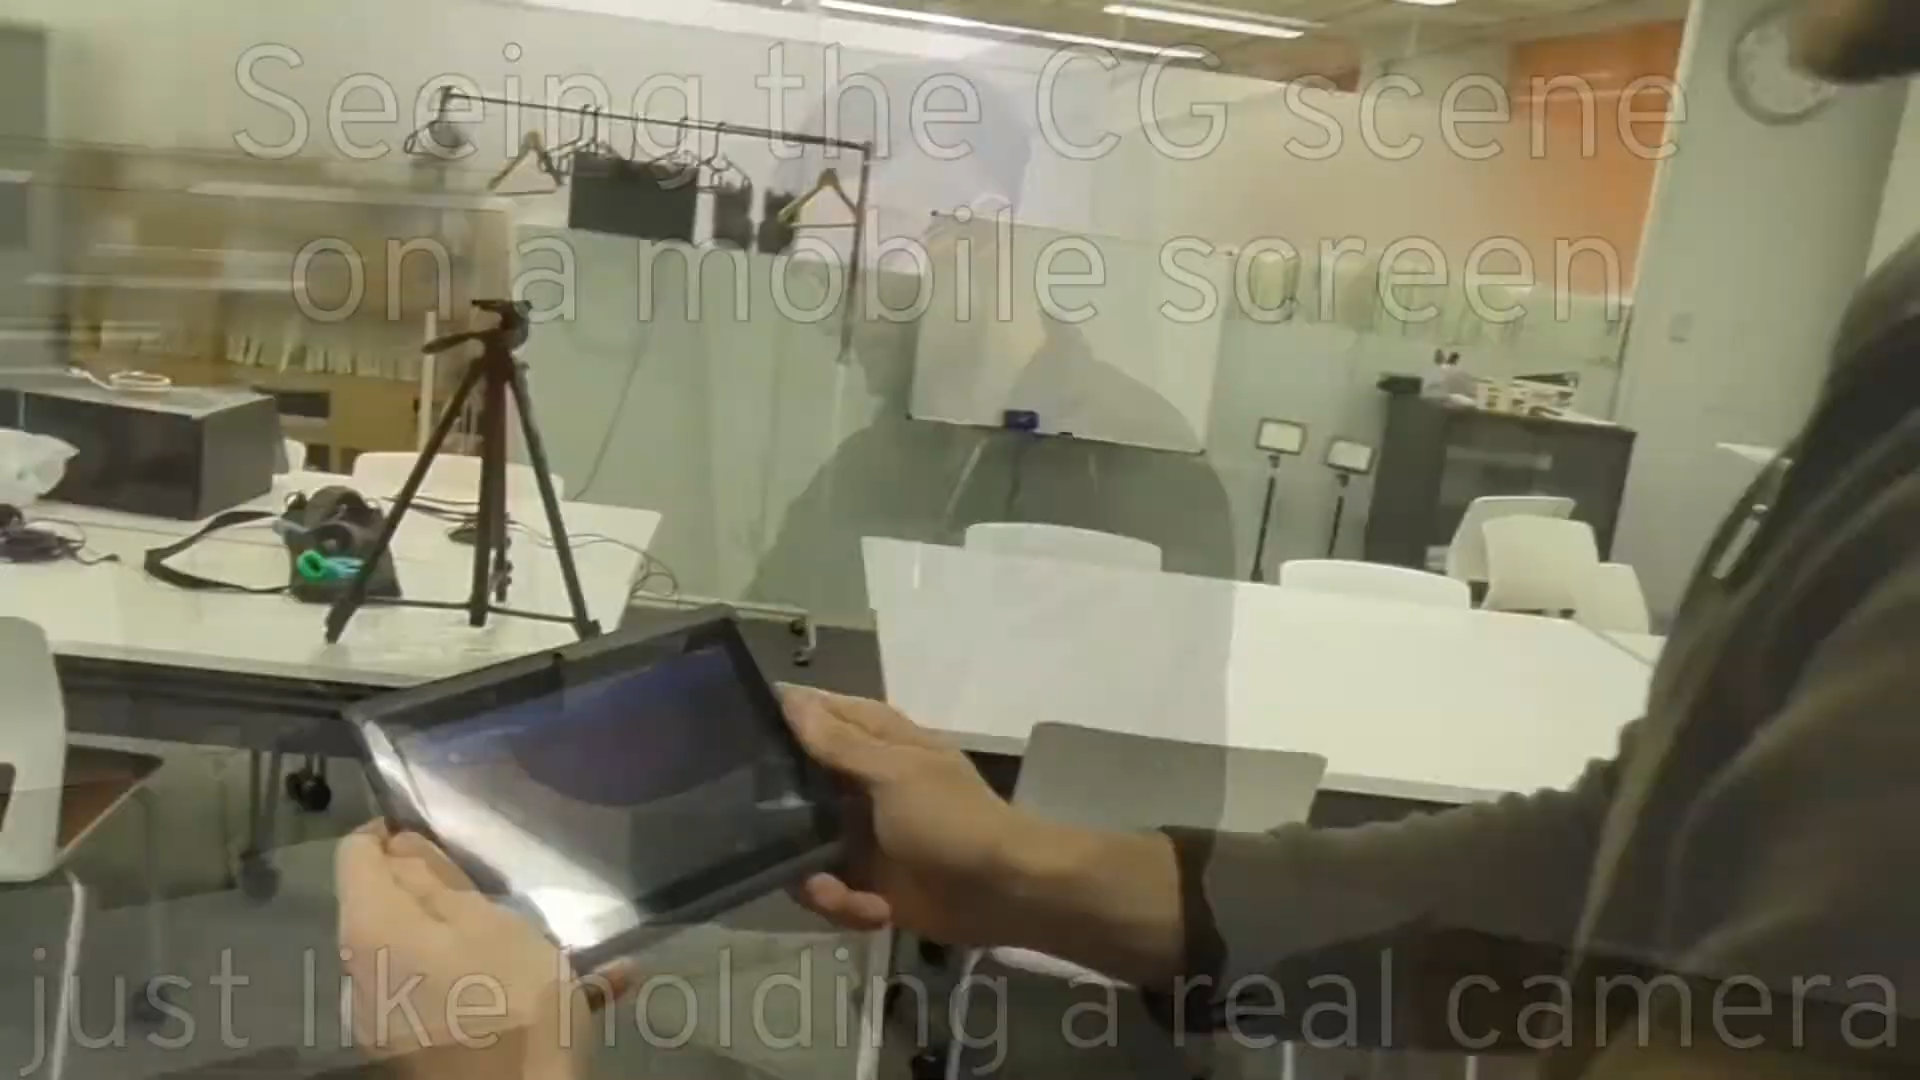 Seeing the CG scene
on a mobile screen
just like holding a real camera